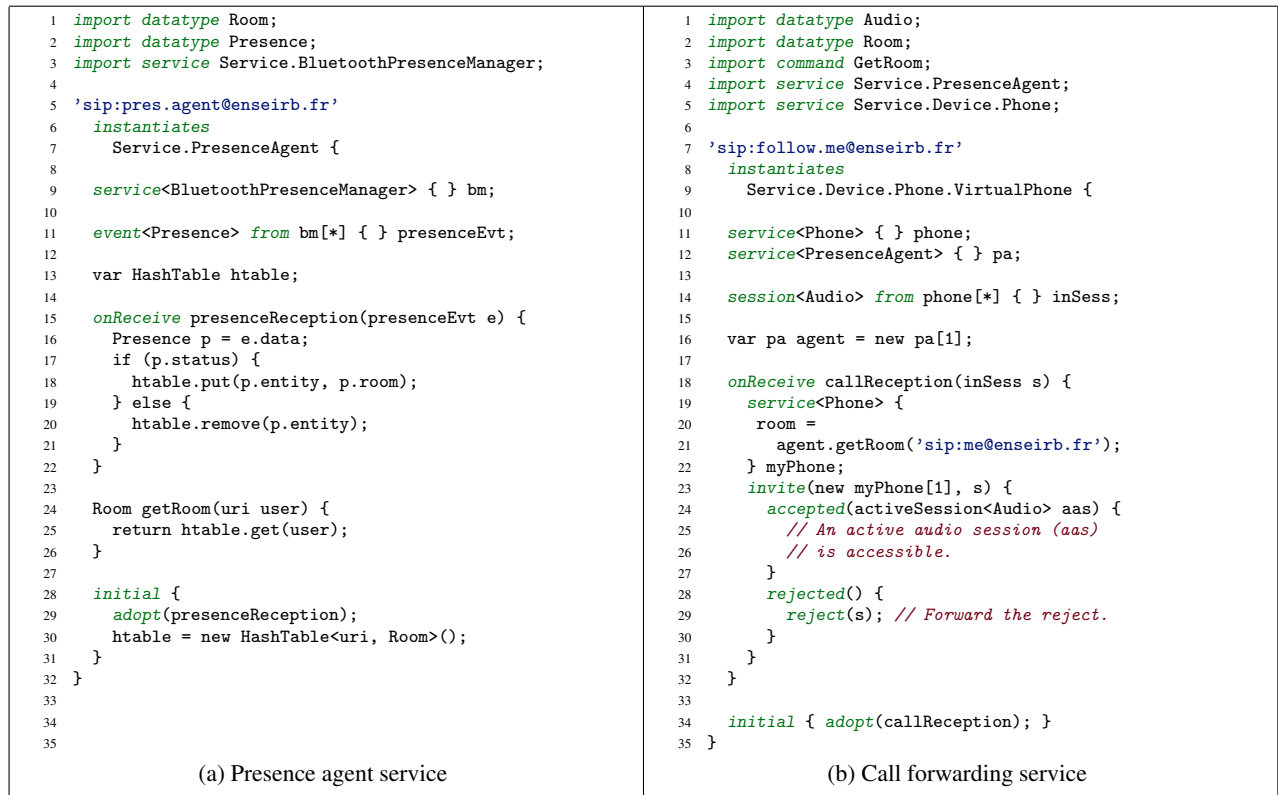 1 import datatype Room;
2 import datatype Presence;
3 import service Service.BluetoothPresenceManager;
4
5 ’sip:pres.agent@enseirb.fr’
6 instantiates
7 Service.PresenceAgent {
8
9 service<BluetoothPresenceManager> { } bm;
10
11 event<Presence> from bm[*] { } presenceEvt;
12
13 var HashTable htable;
14
15 onReceive presenceReception(presenceEvt e) {
16 Presence p = e.data;
17 if (p.status) {
18 htable.put(p.entity, p.room);
19 } else {
20 htable.remove(p.entity);
21 }
22 }
23
24 Room getRoom(uri user) {
25 return htable.get(user);
26 }
27
28 initial {
29 adopt(presenceReception);
30 htable = new HashTable<uri, Room>();
31 }
32 }
33
34
35
(a) Presence agent service
1 import datatype Audio;
2 import datatype Room;
3 import command GetRoom;
4 import service Service.PresenceAgent;
5 import service Service.Device.Phone;
6
7 ’sip:follow.me@enseirb.fr’
8 instantiates
9 Service.Device.Phone.VirtualPhone {
10
11 service<Phone> { } phone;
12 service<PresenceAgent> { } pa;
13
14 session<Audio> from phone[*] { } inSess;
15
16 var pa agent = new pa[1];
17
18 onReceive callReception(inSess s) {
19 service<Phone> {
20 room =
21 agent.getRoom(’sip:me@enseirb.fr’);
22 } myPhone;
23 invite(new myPhone[1], s) {
24 accepted(activeSession<Audio> aas) {
25 // An active audio session (aas)
26 // is accessible.
27 }
28 rejected() {
29 reject(s); // Forward the reject.
30 }
31 }
32 }
33
34 initial { adopt(callReception); }
35 }
(b) Call forwarding service